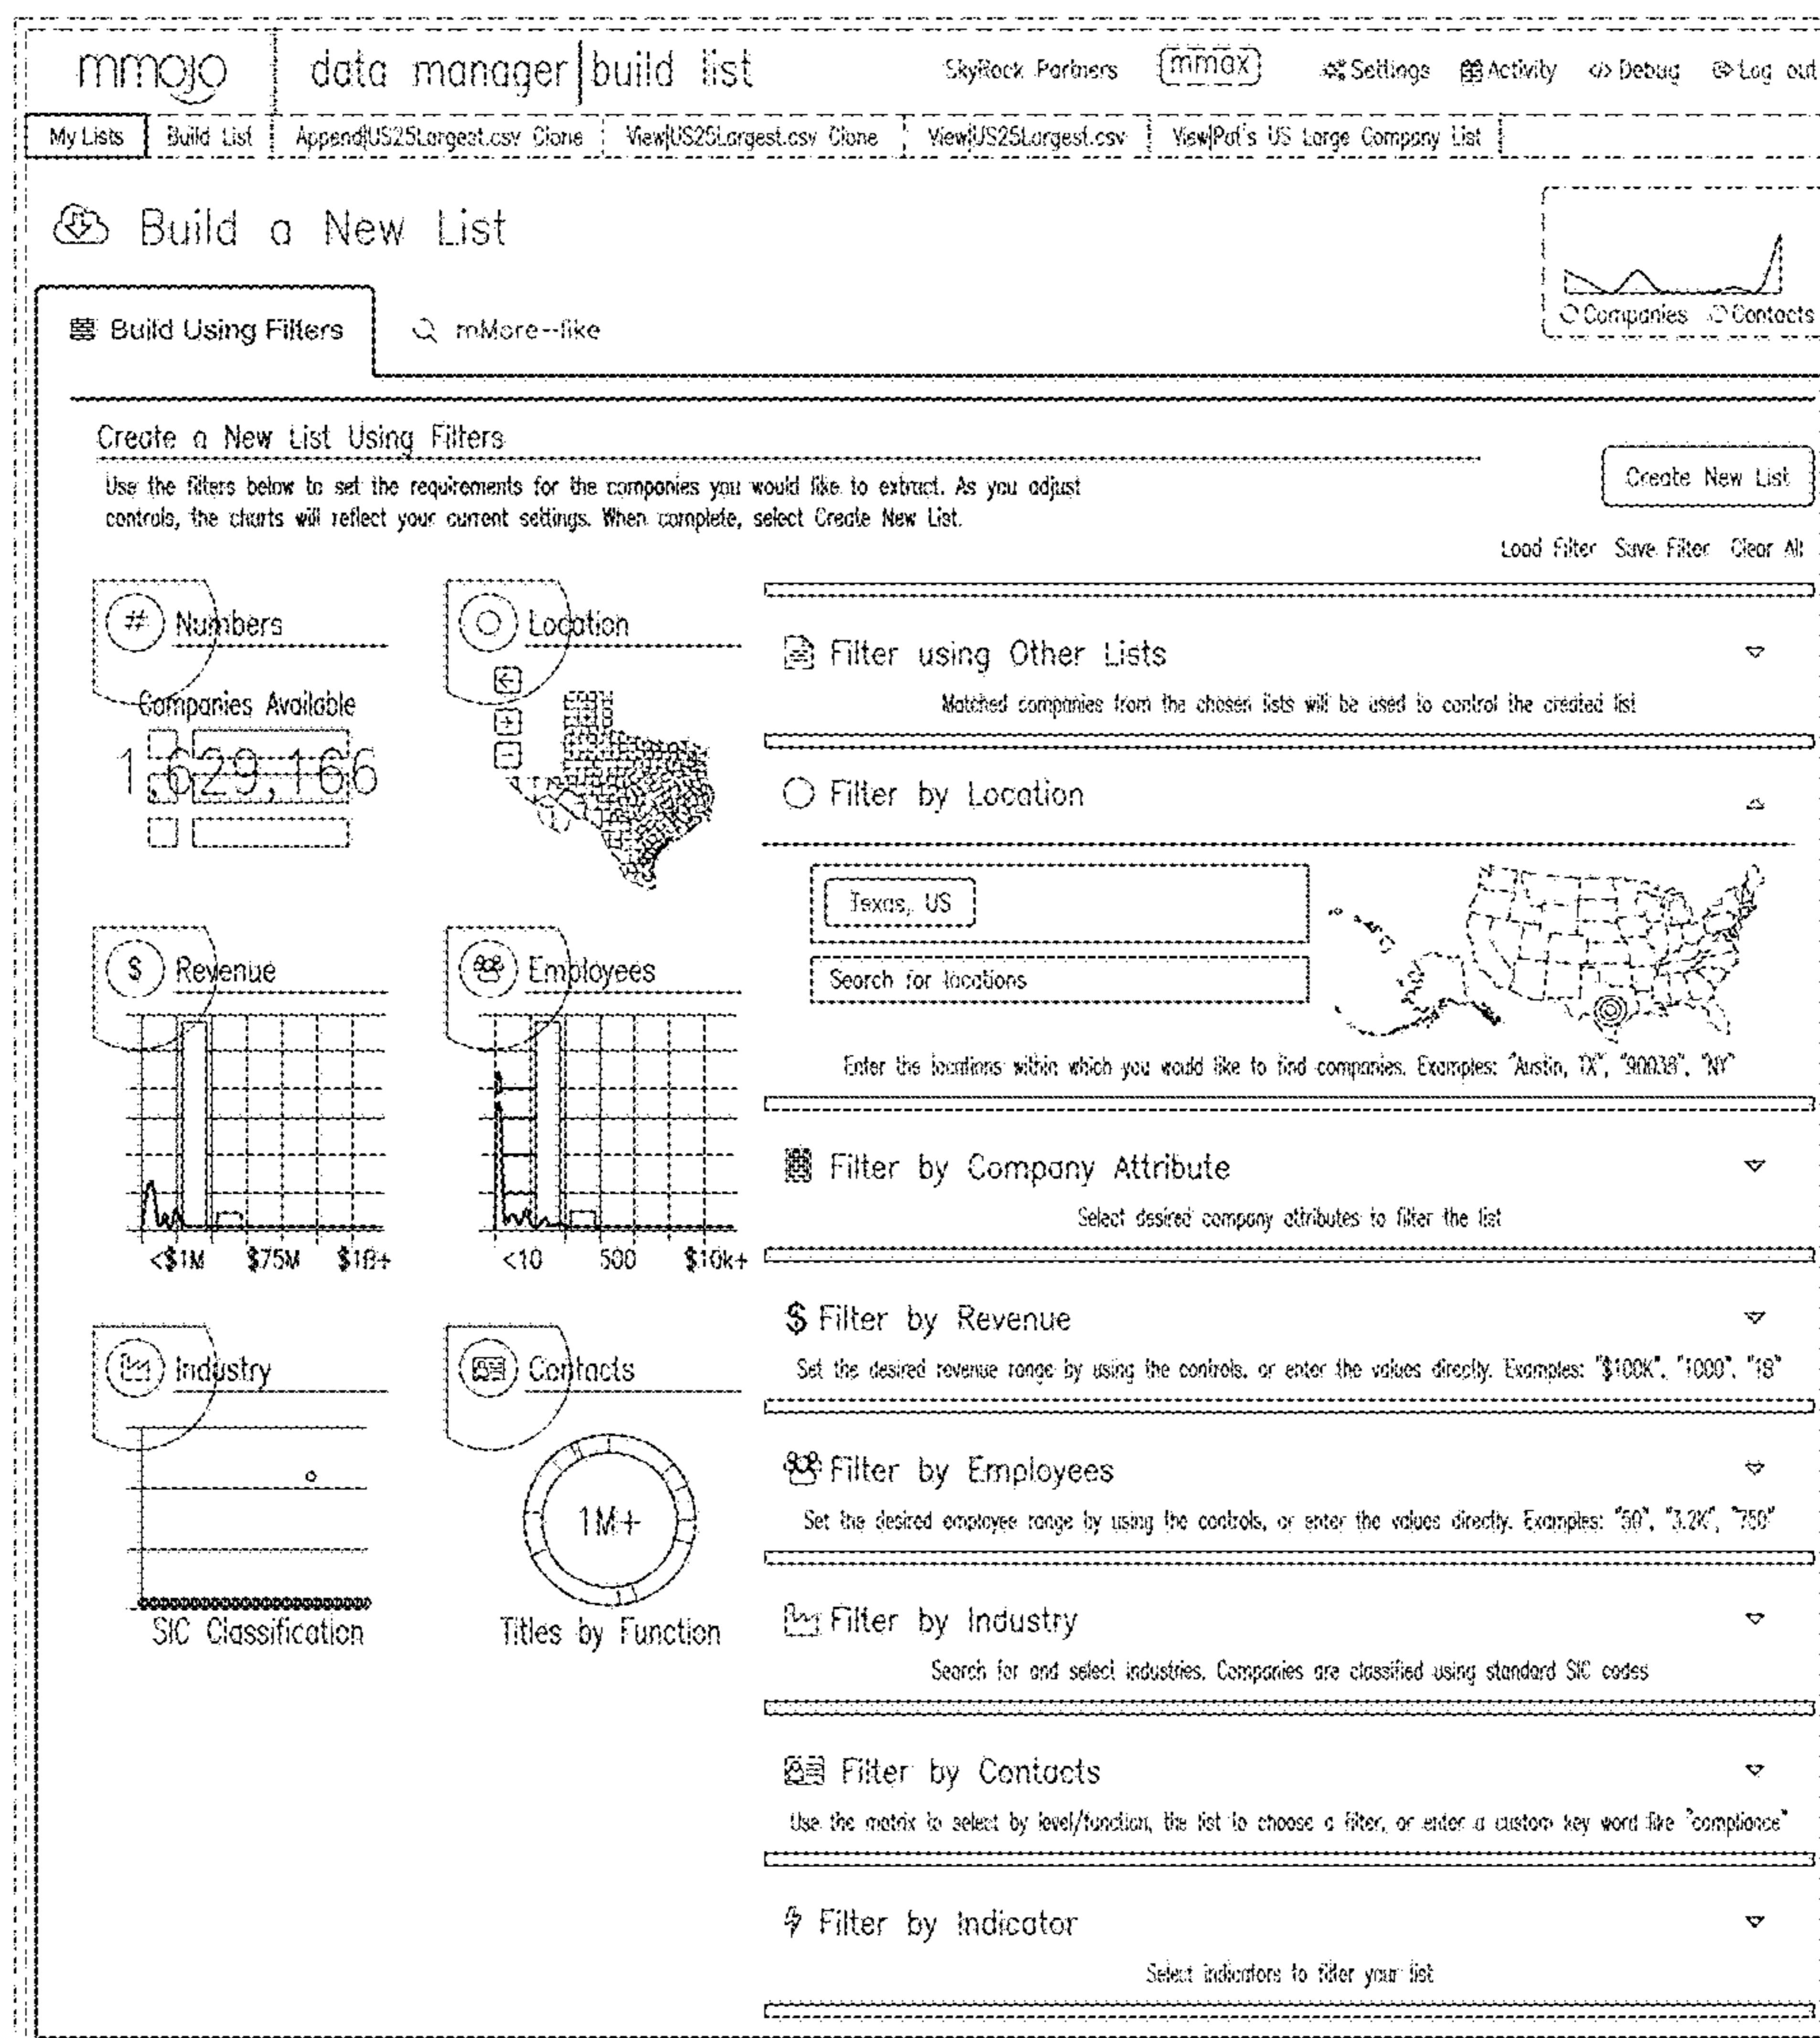 mmojo data manager|build list SkyRock Partners mmax Settings Activity </> Debug Log out
My Lists Build List Append|US25Largest.csv Clone View|US25Largest.csv Clone View|US25Largest.csv View|Pat's US Large Company List
Build a New List
Companies Contacts
Build Using Filters mMore--like
Create a New List Using Filters
Create New List
Use the filters below to set the requirements for the companies you would like to extract. As you adjust
controls, the charts will reflect your current settings. When complete, select Create New List.
Load Filter Save Filter Clear All
# Numbers
Companies Available
1,629,166
Location
$ Revenue
<$1M $75M $1B+
Employees
<10 500 $10k+
Industry
SIC Classification
Contacts
1M+
Titles by Function
Filter using Other Lists
Matched companies from the chosen lists will be used to control the created list
Filter by Location
Texas, US
Search for locations
Enter the locations within which you would like to find companies. Examples: "Austin, TX", "90038", "NY"
Filter by Company Attribute
Select desired company attributes to filter the list
$ Filter by Revenue
Set the desired revenue range by using the controls, or enter the values directly. Examples: "$100K", "1000", "1B"
Filter by Employees
Set the desired employee range by using the controls, or enter the values directly. Examples: "50", "3.2K", "750"
Filter by Industry
Search for and select industries. Companies are classified using standard SIC codes
Filter by Contacts
Use the matrix to select by level/function, the list to choose a filter, or enter a custom key word like "compliance"
Filter by Indicator
Select indicators to filter your list